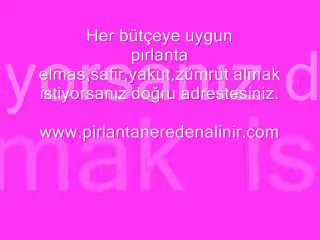 Her bütçeye uygun
pırlanta
elmas,safir,yakut,zümrüt almak
istiyorsanız doğru adrestesiniz.
www.pirlantaneredenalinir.com